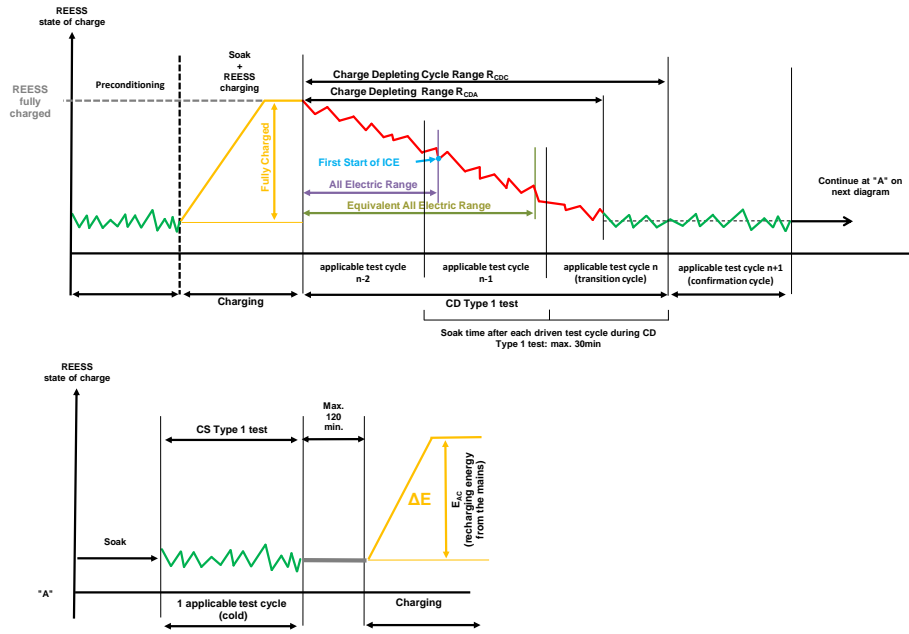 REESS
state of charge
Preconditioning
Soak
+
REESS
charging
REESS
fully
charged
Charge Depleting Cycle Range RCDC
Charge Depleting Range RCDA
Fully Charged
First Start of ICE
All Electric Range
Equivalent All Electric Range
Continue at "A" on
next diagram
applicable test cycle
n-2
applicable test cycle
n-1
applicable test cycle n
(transition cycle)
applicable test cycle n+1
(confirmation cycle)
Charging
CD Type 1 test
Soak time after each driven test cycle during CD
Type 1 test: max. 30min
REESS
state of charge
CS Type 1 test
Max.
120
min.
ΔE
EAC
(recharging energy
from the mains)
Soak
"A"
1 applicable test cycle
(cold)
Charging